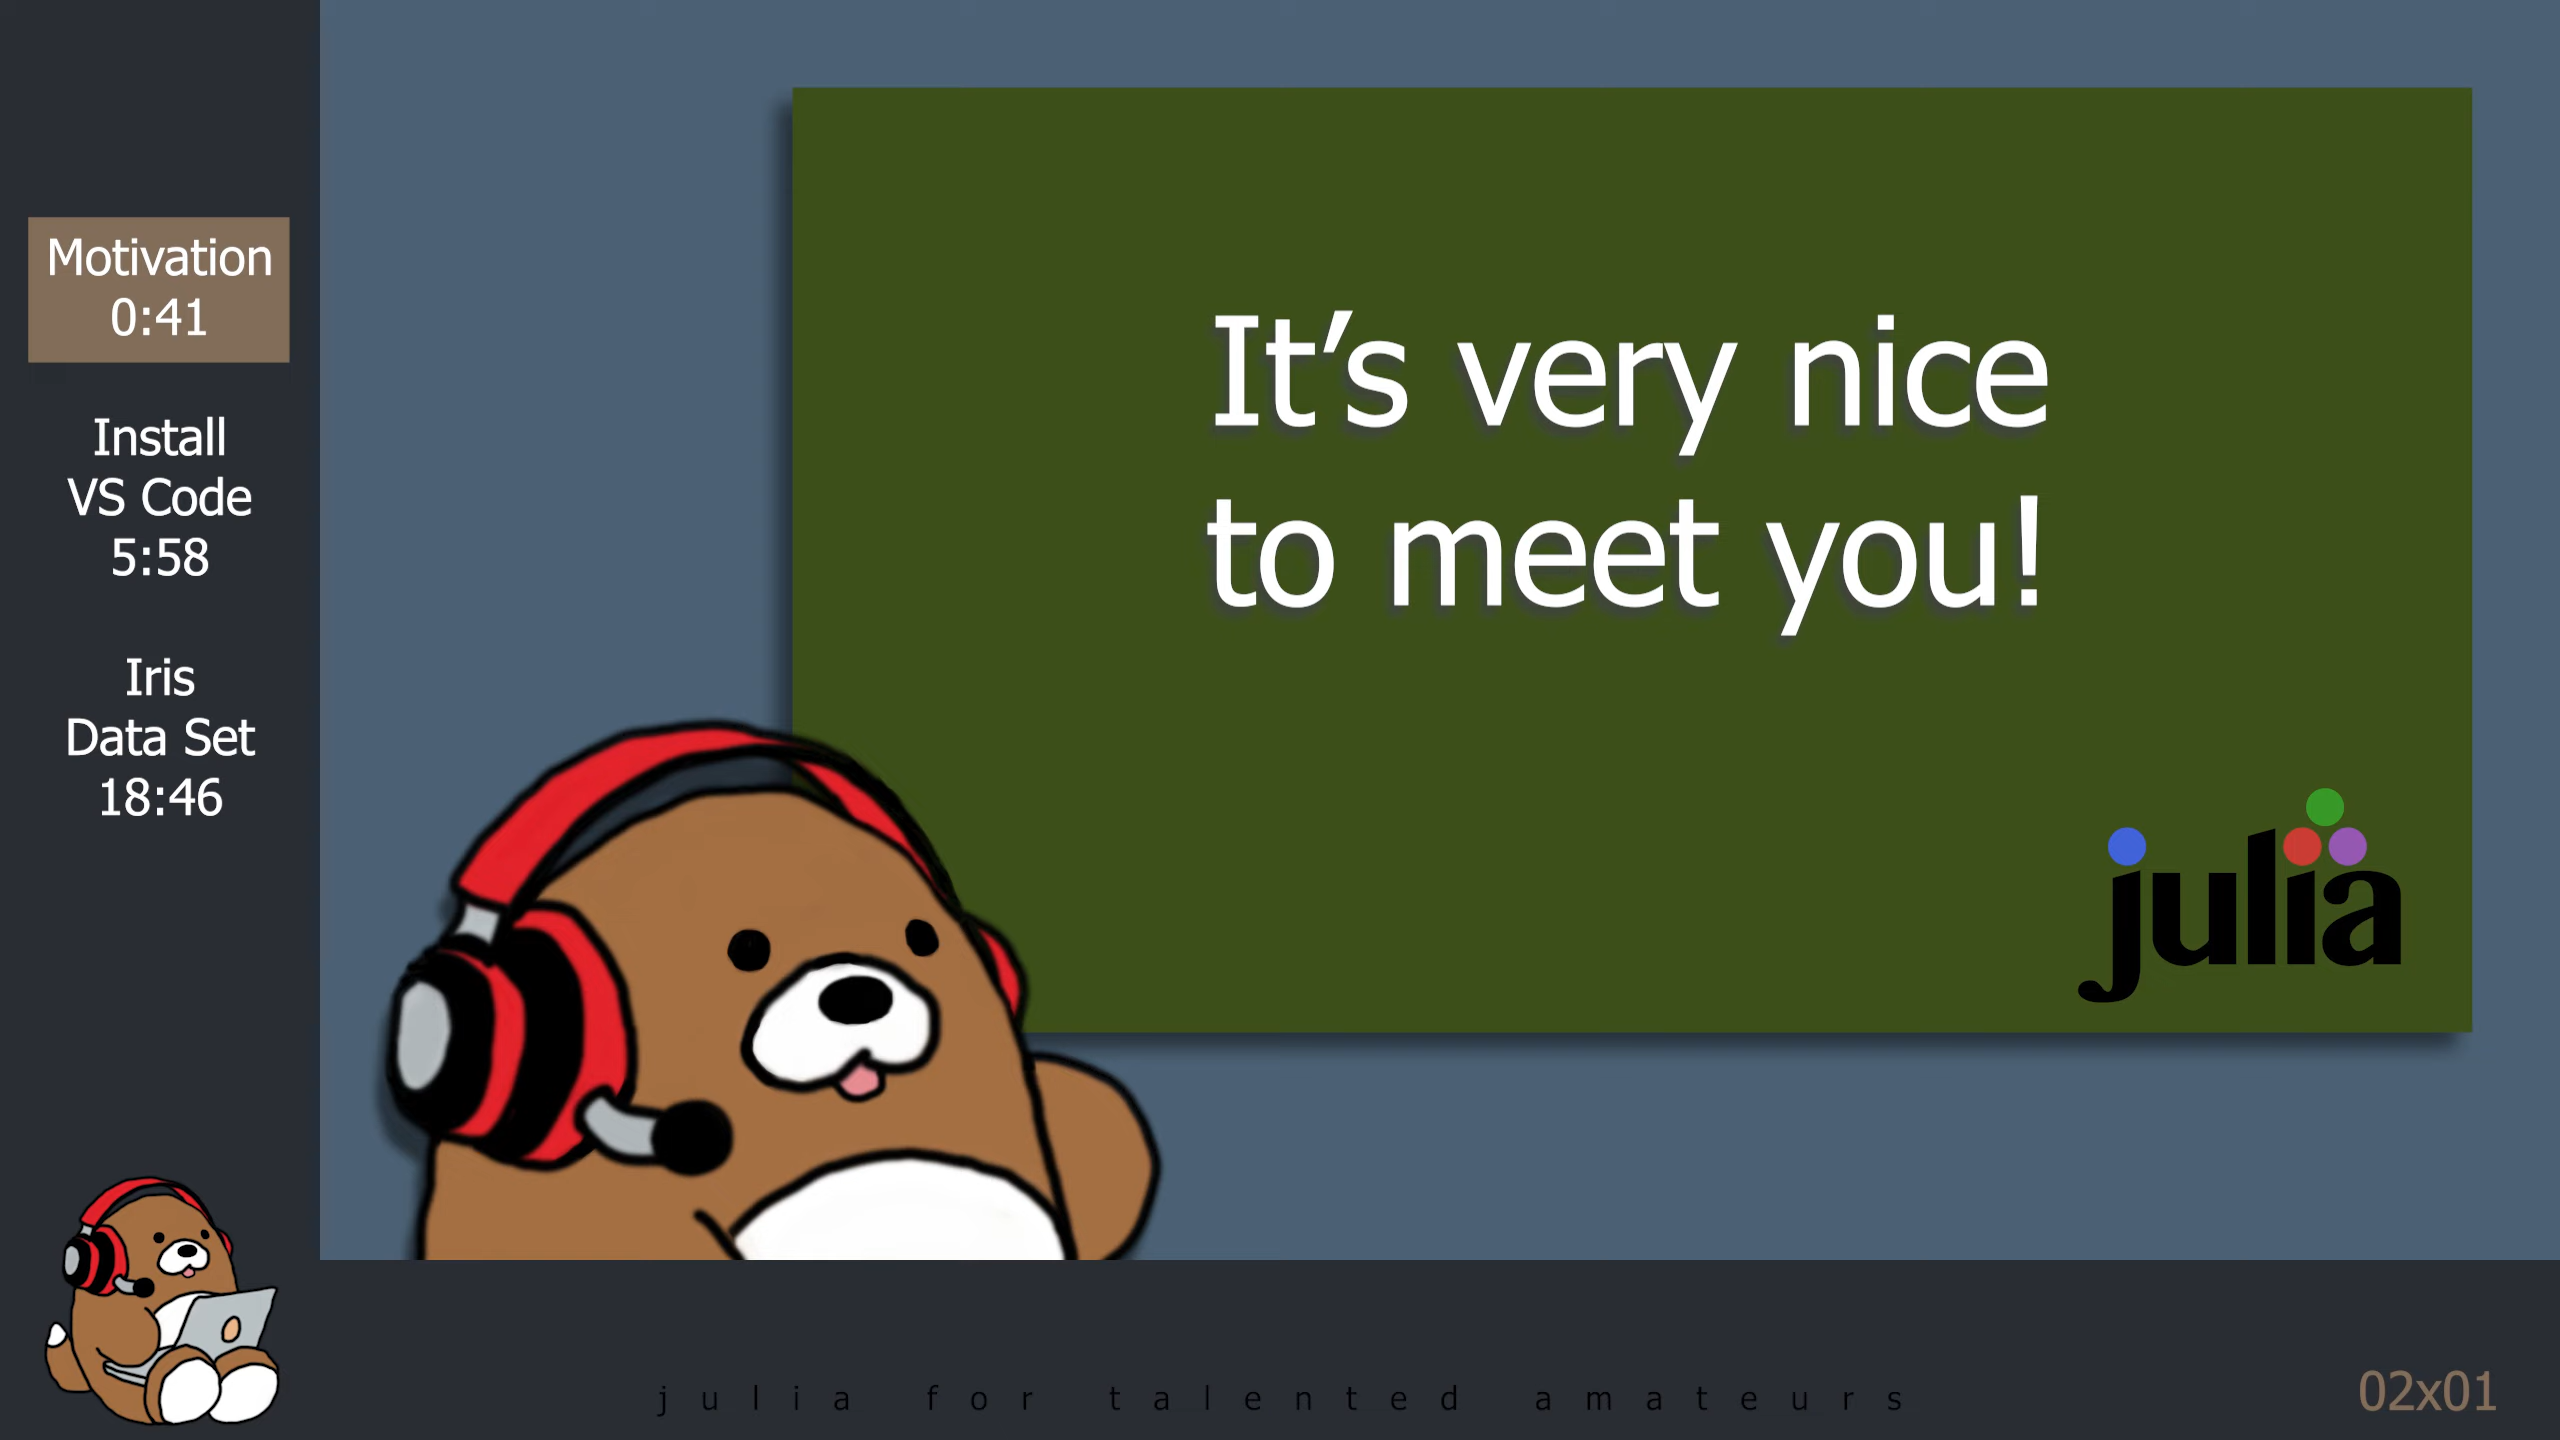 Motivation
0:41
Install
VS Code
5:58
Iris
Data Set
18:46
It’s very nice
to meet you!
julia
julia for talented amateurs
02x01